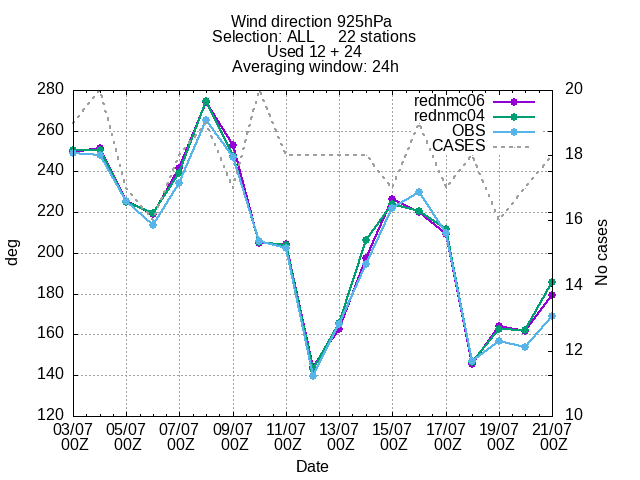 Wind direction 925hPa
Selection: ALL 22 stations
Used 12 + 24
Averaging window: 24h
280 20
rednmc06
rednmc04
260
OBS
CASES
240 18
220
deg 200 16 No cases
180 14
160
140 12
120 10
03/07 05/07 07/07 09/07 11/07 13/07 15/07 17/07 19/07 21/07
00Z 00Z 00Z 00Z 00Z 00Z 00Z 00Z 00Z 00Z
Date